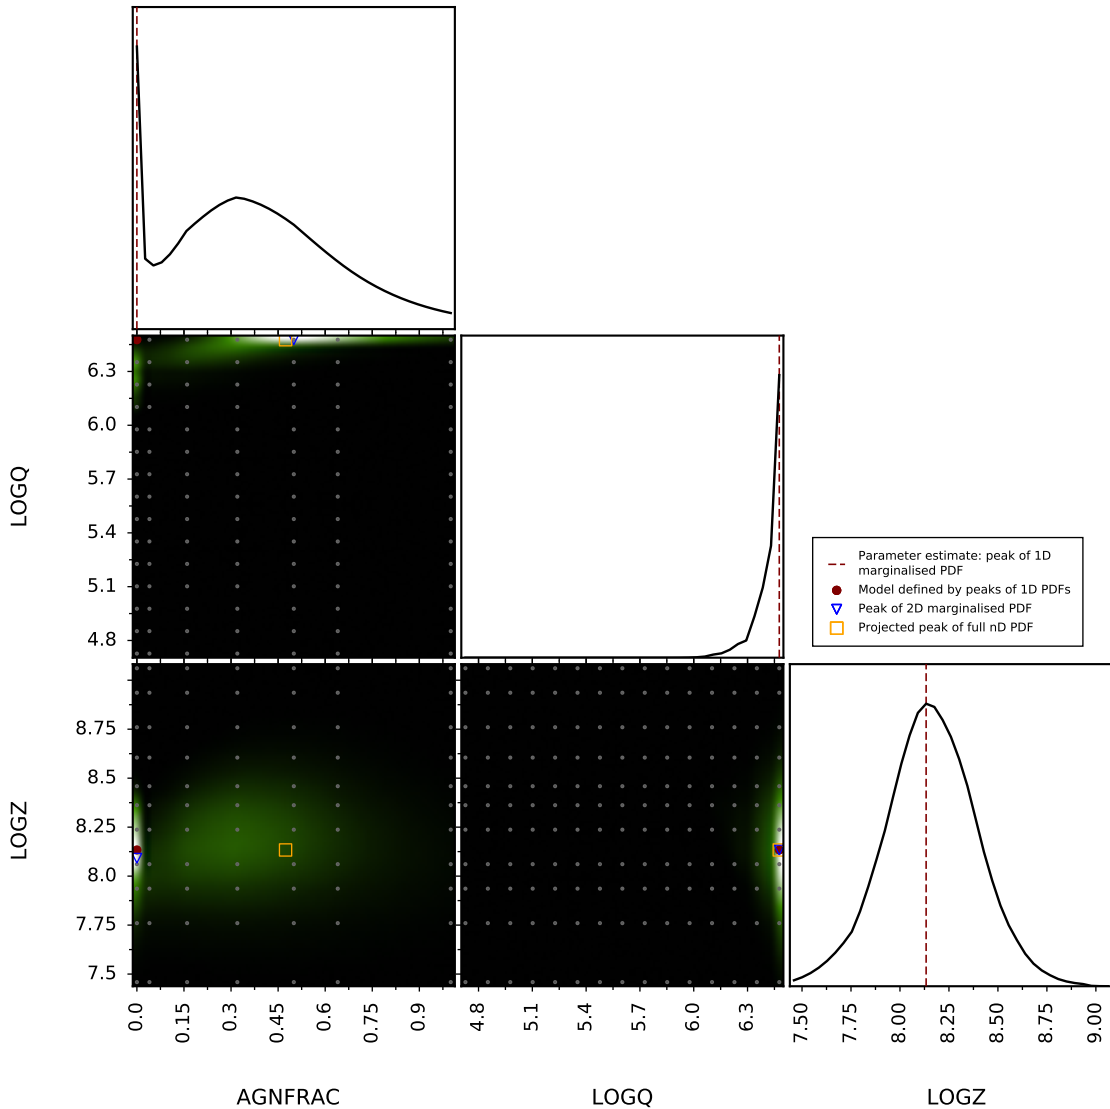 LOGQ
6.3
6.0
5.7
5.4
5.1
4.8
Parameter estimate: peak of 1D
marginalised PDF
Model defined by peaks of 1D PDFs
Peak of 2D marginalised PDF
Projected peak of full nD PDF
LOGZ
8.75
8.5
8.25
8.0
7.75
7.5
0.0 0.15 0.3 0.45 0.6 0.75 0.9
4.8 5.1 5.4 5.7 6.0 6.3
7.50 7.75 8.00 8.25 8.50 8.75 9.00
AGNFRAC
LOGQ
LOGZ